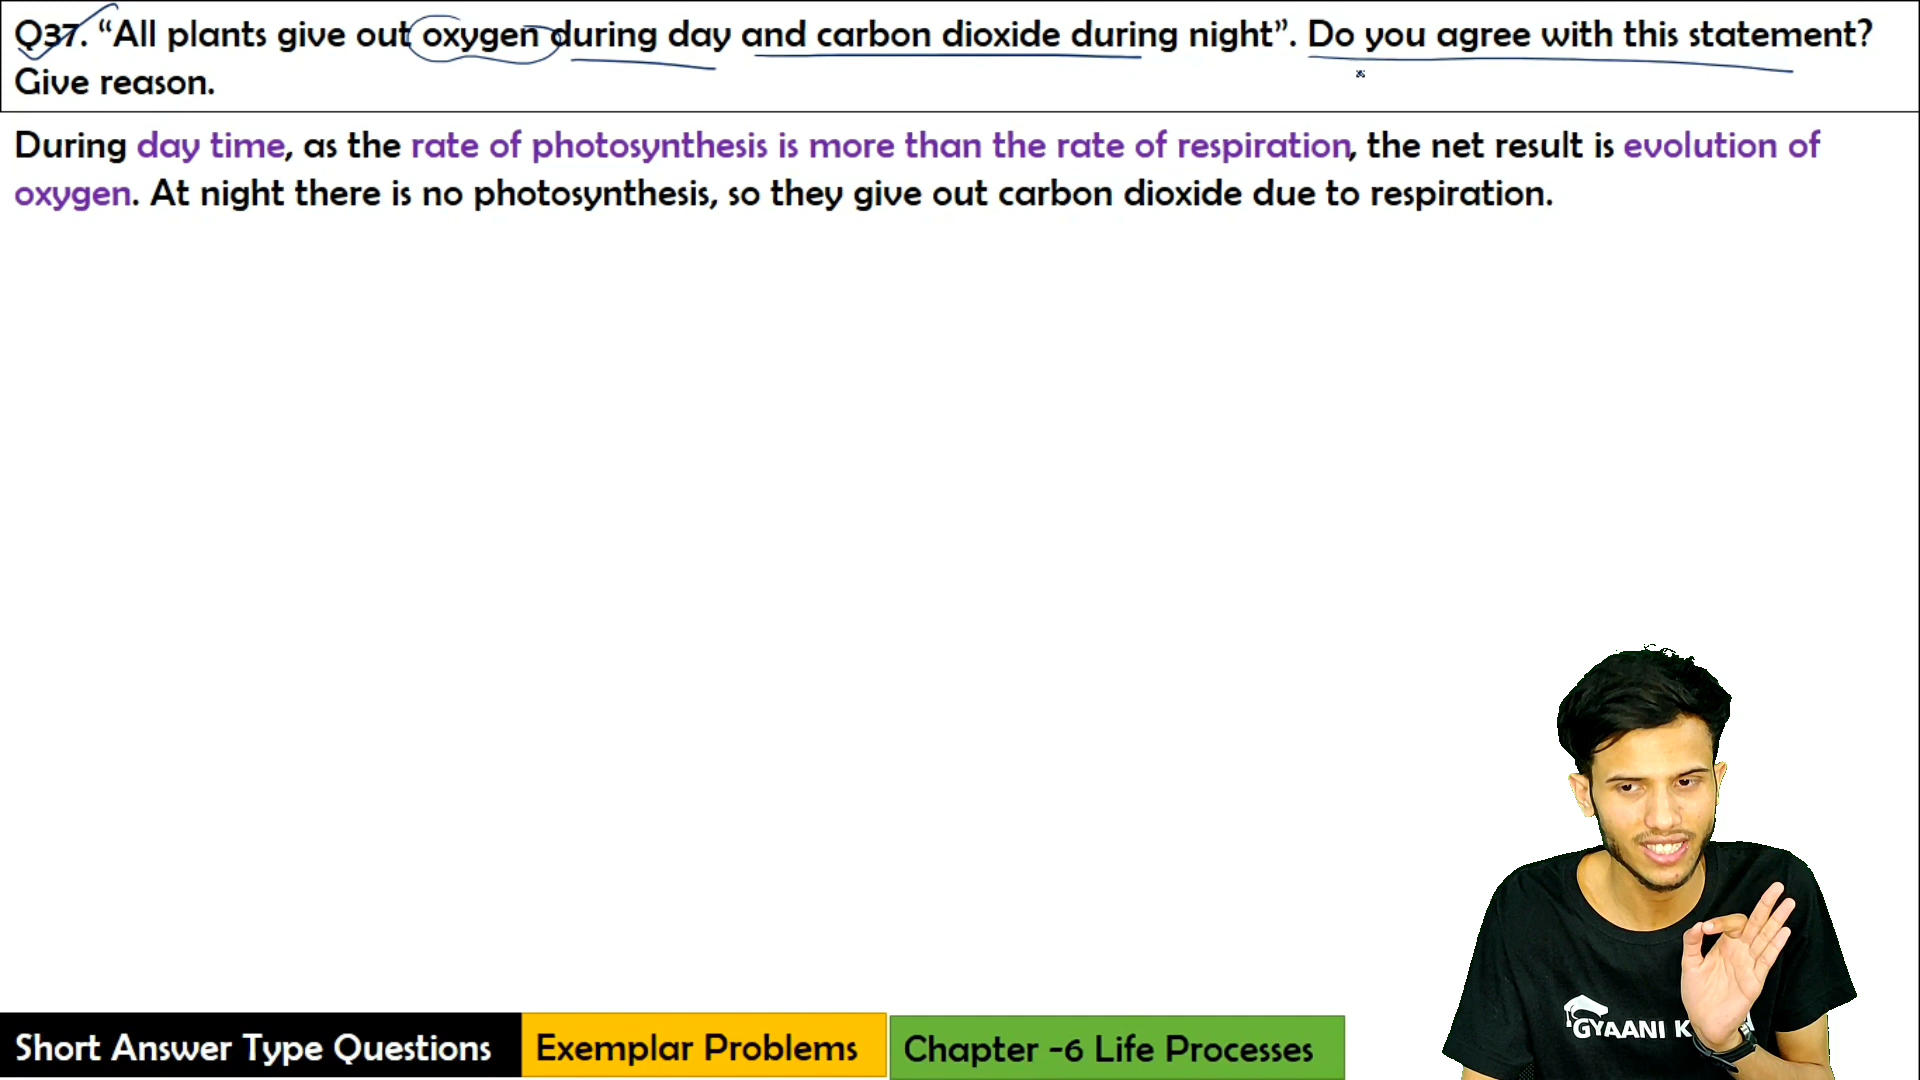 Q37. “All plants give out oxygen during day and carbon dioxide during night”. Do you agree with this statement?
Give reason.
During day time, as the rate of photosynthesis is more than the rate of respiration, the net result is evolution of
oxygen. At night there is no photosynthesis, so they give out carbon dioxide due to respiration.
GYAANI
Short Answer Type Questions
Exemplar Problems
Chapter -6 Life Processes